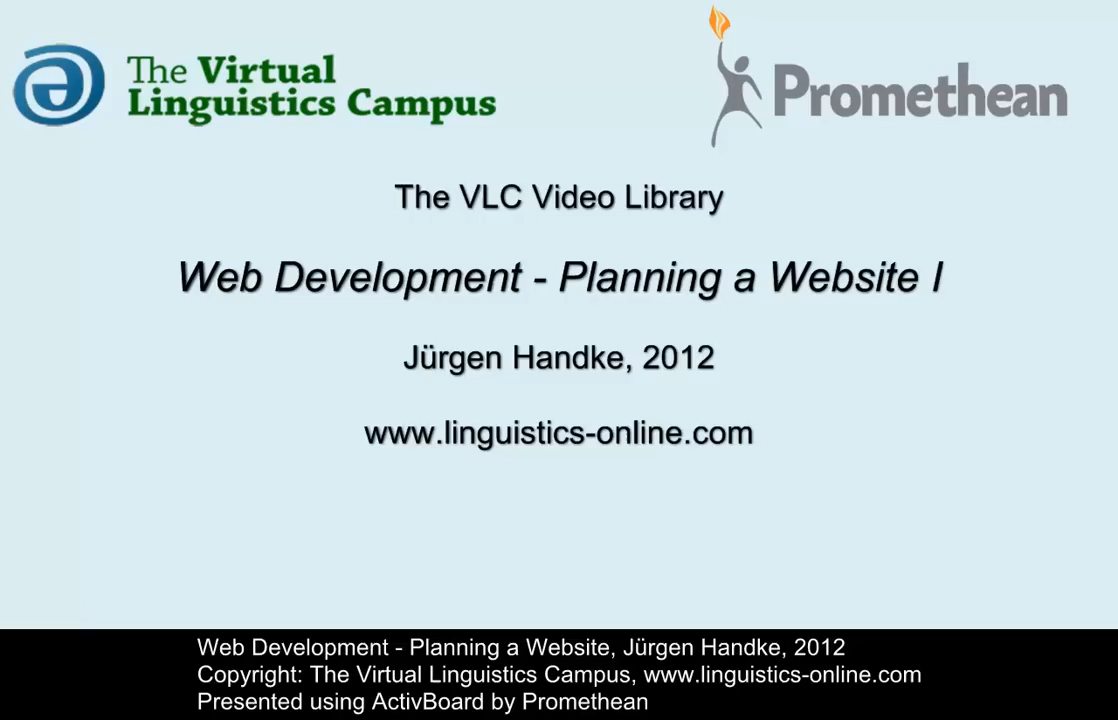 The Virtual
Linguistics Campus
Promethean
The VLC Video Library
Web Development - Planning a Website I
Jürgen Handke, 2012
www.linguistics-online.com
Web Development - Planning a Website, Jürgen Handke, 2012
Copyright: The Virtual Linguistics Campus, www.linguistics-online.com
Presented using ActivBoard by Promethean